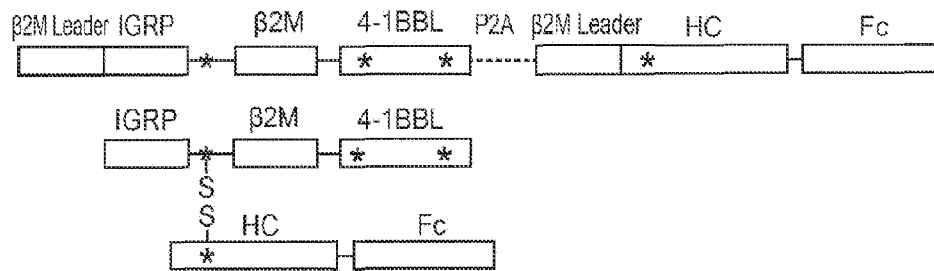 β2M Leader IGRP β2M 4-1BBL P2A β2M Leader HC Fc
* * * *
IGRP β2M 4-1BBL
* * *
S
S
HC Fc
*